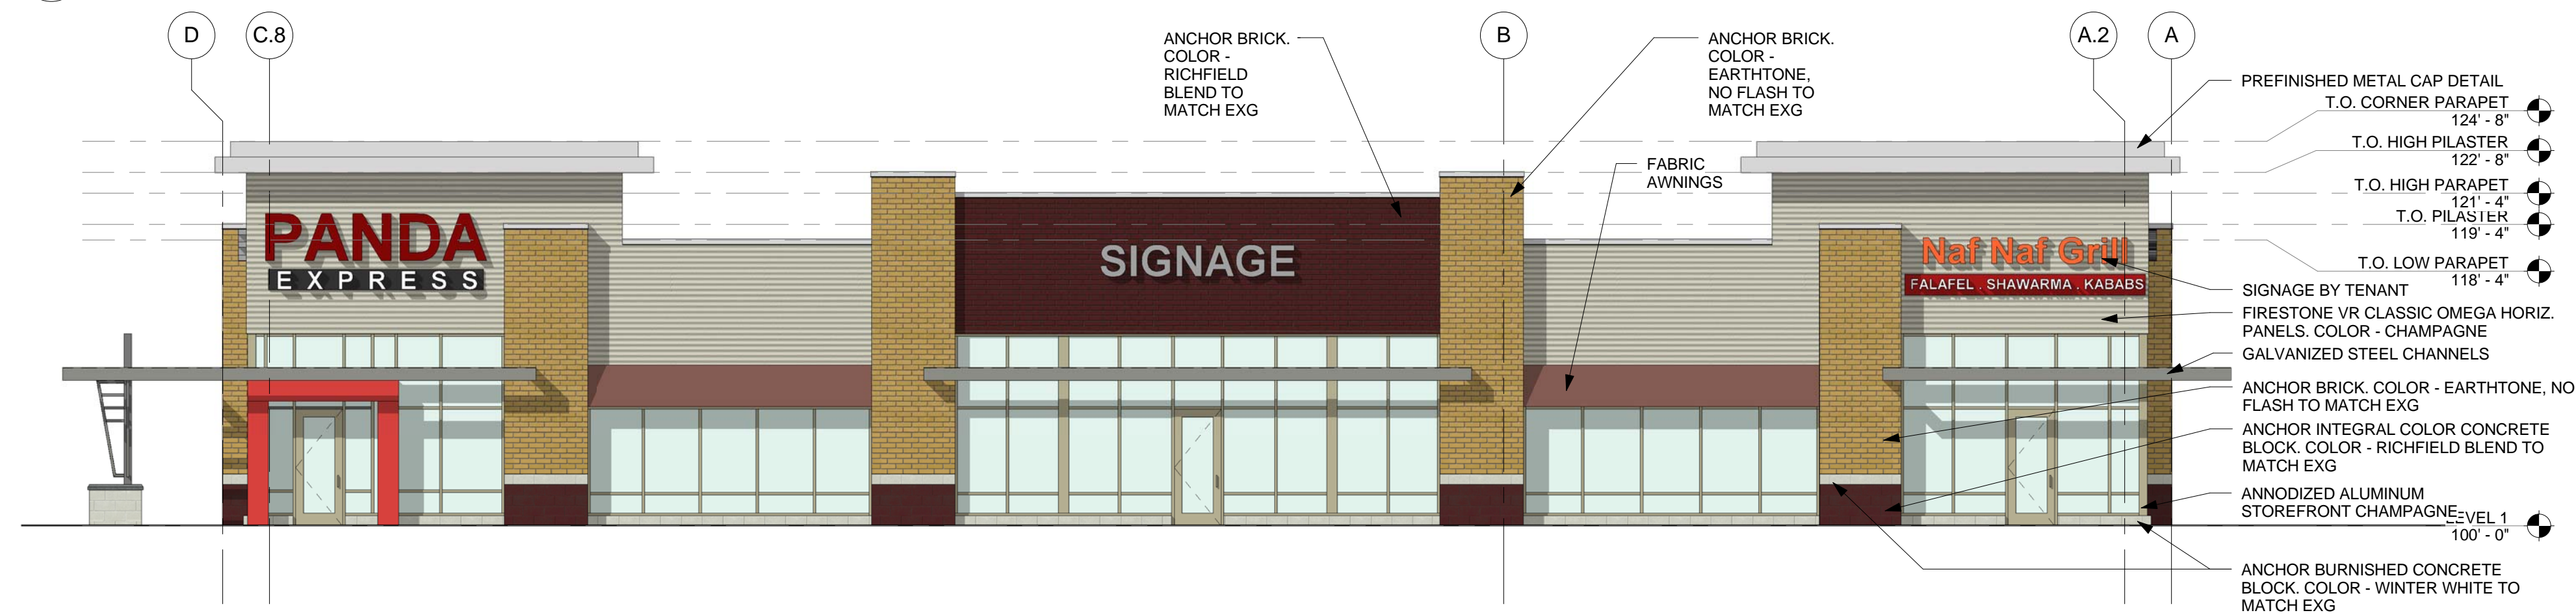 D
C.8
B
A.2
A
ANCHOR BRICK.
COLOR -
RICHFIELD
BLEND TO
MATCH EXG
ANCHOR BRICK.
COLOR -
EARTHTONE,
NO FLASH TO
MATCH EXG
FABRIC
AWNINGS
PREFINISHED METAL CAP DETAIL
T.O. CORNER PARAPET
124' - 8"
T.O. HIGH PILASTER
122' - 8"
T.O. HIGH PARAPET
121' - 4"
T.O. PILASTER
119' - 4"
T.O. LOW PARAPET
118' - 4"
SIGNAGE BY TENANT
FIRESTONE VR CLASSIC OMEGA HORIZ.
PANELS. COLOR - CHAMPAGNE
GALVANIZED STEEL CHANNELS
ANCHOR BRICK. COLOR - EARTHTONE, NO
FLASH TO MATCH EXG
ANCHOR INTEGRAL COLOR CONCRETE
BLOCK. COLOR - RICHFIELD BLEND TO
MATCH EXG
ANNODIZED ALUMINUM
STOREFRONT CHAMPAGNE
LEVEL 1
100' - 0"
ANCHOR BURNISHED CONCRETE
BLOCK. COLOR - WINTER WHITE TO
MATCH EXG
PANDA
EXPRESS
SIGNAGE
Naf Naf Grill
FALAFEL . SHAWARMA . KABABS